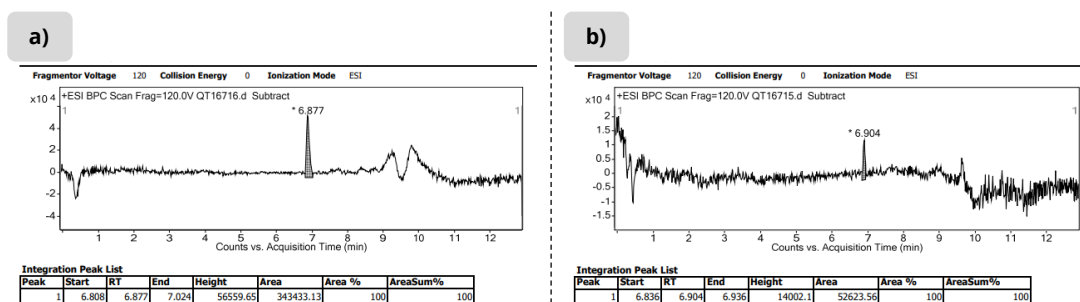 a)
Fragmentor Voltage 120 Collision Energy 0 Ionization Mode ESI
x10 4
+ESI BPC Scan Frag=120.0V QT16716.d Subtract
1 1
* 6.877
4
2
0
-2
-4
1 2 3 4 5 6 7 8 9 10 11 12
Counts vs. Acquisition Time (min)
Integration Peak List
Peak Start RT End Height Area Area % AreaSum%
1 6.808 6.877 7.024 56559.65 343433.13 100 100
b)
Fragmentor Voltage 120 Collision Energy 0 Ionization Mode ESI
x10 4
+ESI BPC Scan Frag=120.0V QT16715.d Subtract
1 1
2
* 6.904
1.5
1
0.5
0
-0.5
-1
-1.5
1 2 3 4 5 6 7 8 9 10 11 12
Counts vs. Acquisition Time (min)
Integration Peak List
Peak Start RT End Height Area Area % AreaSum%
1 6.836 6.904 6.936 14002.1 52623.56 100 100